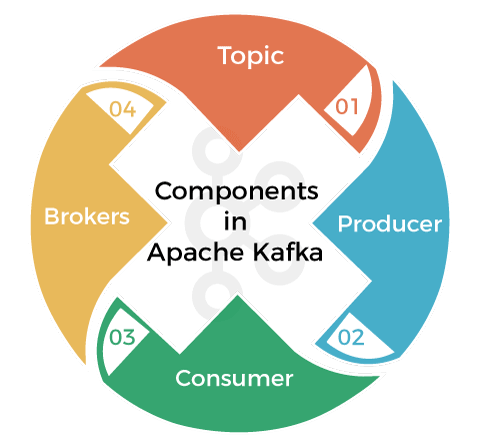 Topic
01
Producer
02
Consumer
03
Brokers
04
Components
in
Apache Kafka